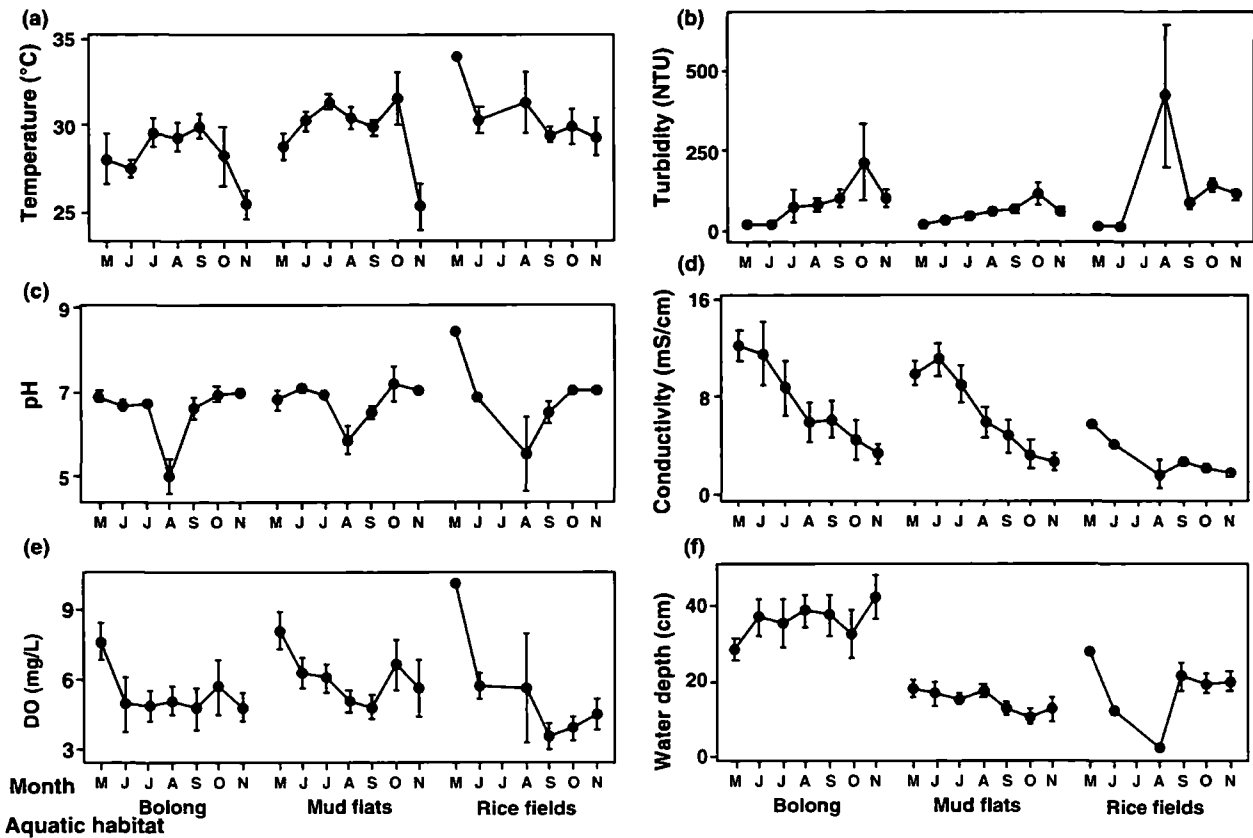 (a)
Temperature (°C)
35
30
25
M J J A S O N M J J A S O N M J J A S O N
(b)
Turbidity (NTU)
500
250
0
M J J A S O N M J J A S O N M J J A S O N
(c)
pH
9
7
5
M J J A S O N M J J A S O N M J J A S O N
(d)
Conductivity (mS/cm)
16
8
0
M J J A S O N M J J A S O N M J J A S O N
(e)
DO (mg/L)
9
6
3
Month M J J A S O N M J J A S O N M J J A S O N
Bolong Mud flats Rice fields
Aquatic habitat
(f)
Water depth (cm)
40
20
0
M J J A S O N M J J A S O N M J J A S O N
Bolong Mud flats Rice fields